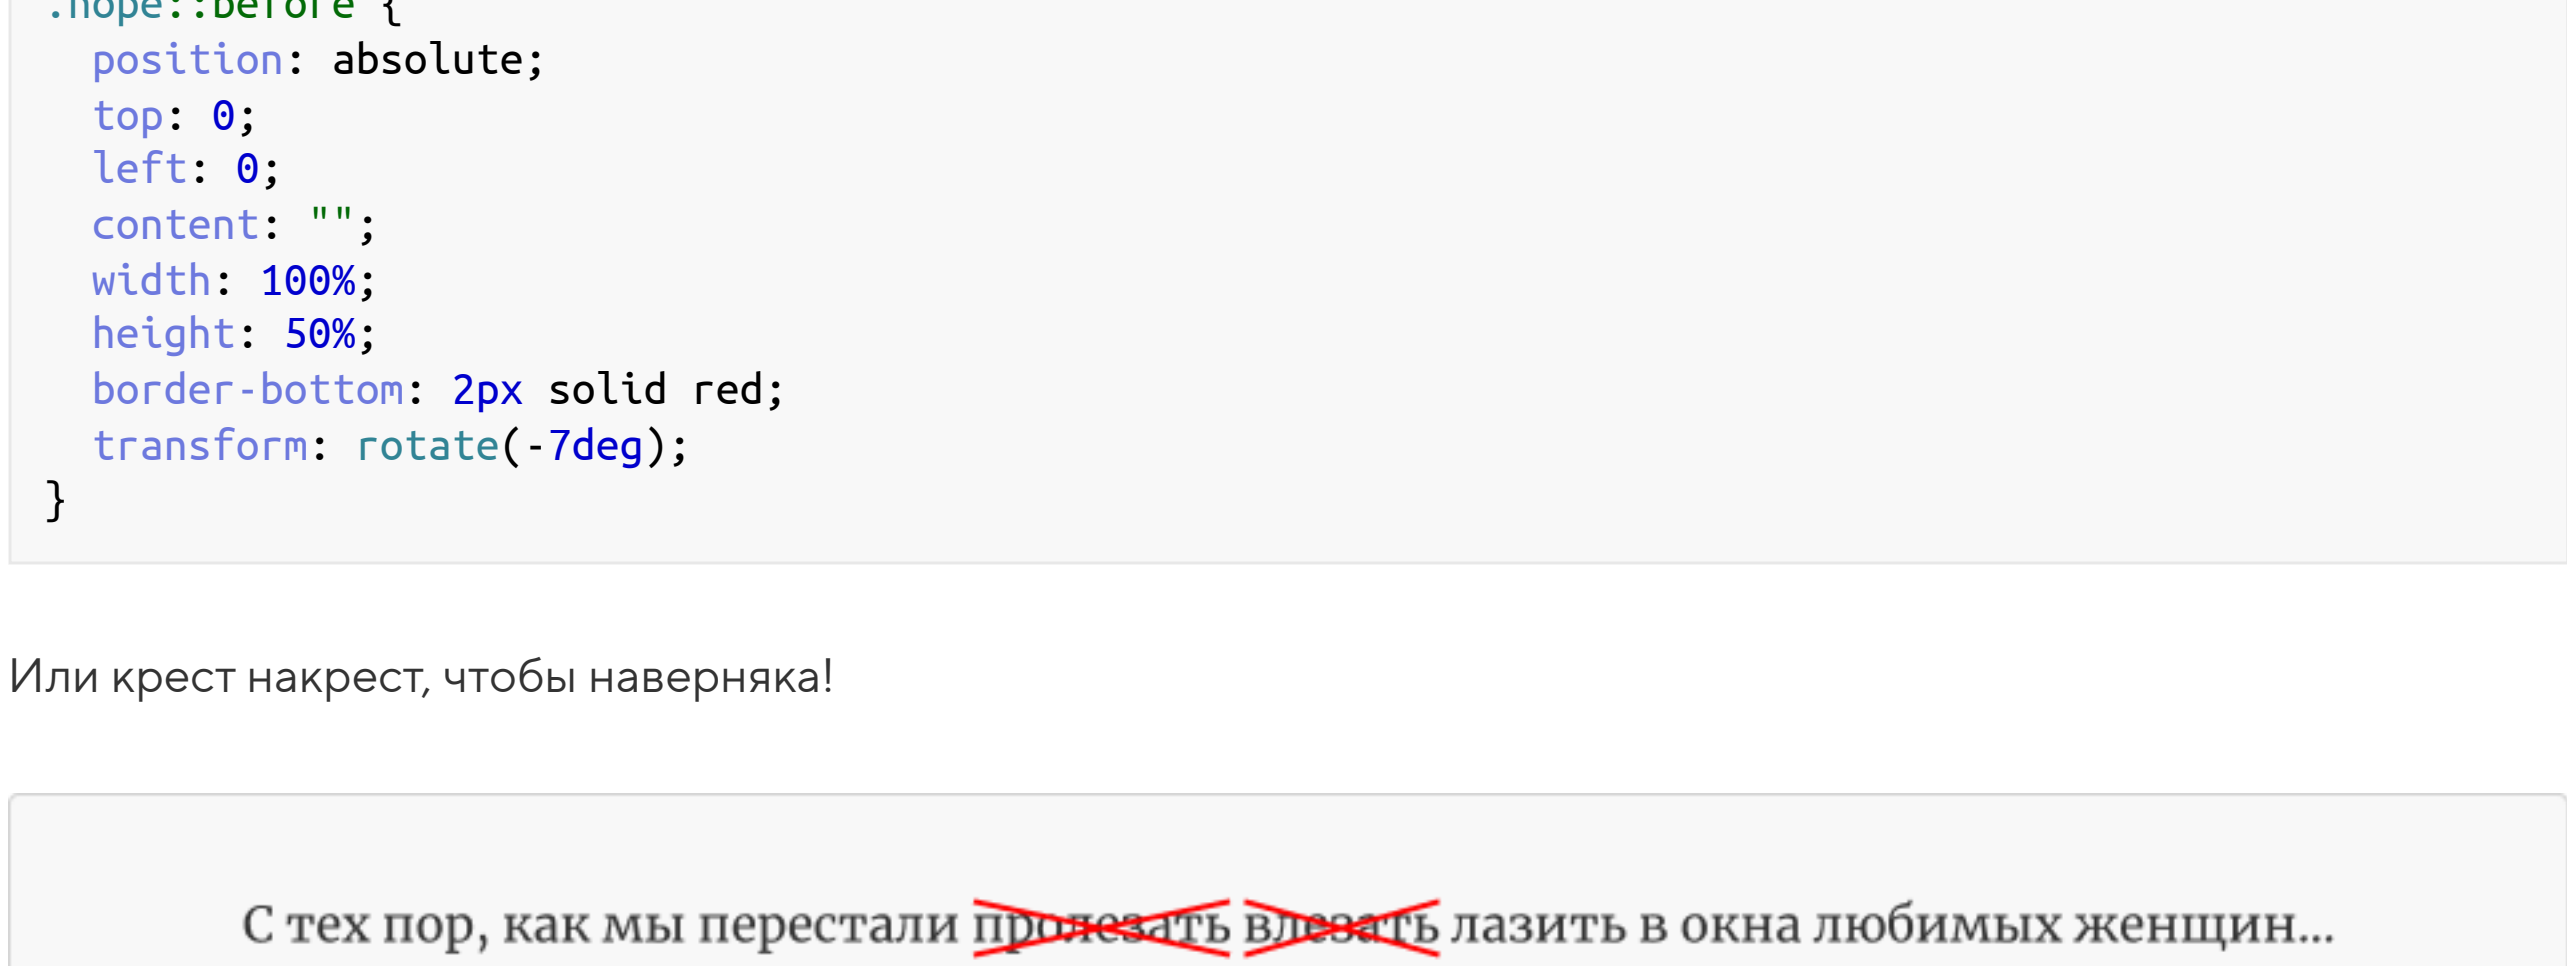 .nope::before {
position: absolute;
top: 0;
left: 0;
content: "";
width: 100%;
height: 50%;
border-bottom: 2px solid red;
transform: rotate(-7deg);
}
Или крест накрест, чтобы наверняка!
С тех пор, как мы перестали пролезать влезать лазить в окна любимых женщин...